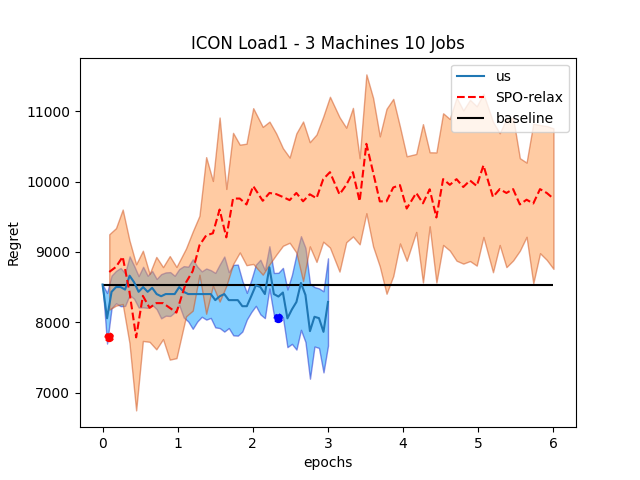 ICON Load1 - 3 Machines 10 Jobs
us
SPO-relax
baseline
11000
10000
9000
8000
7000
Regret
0 1 2 3 4 5 6
epochs